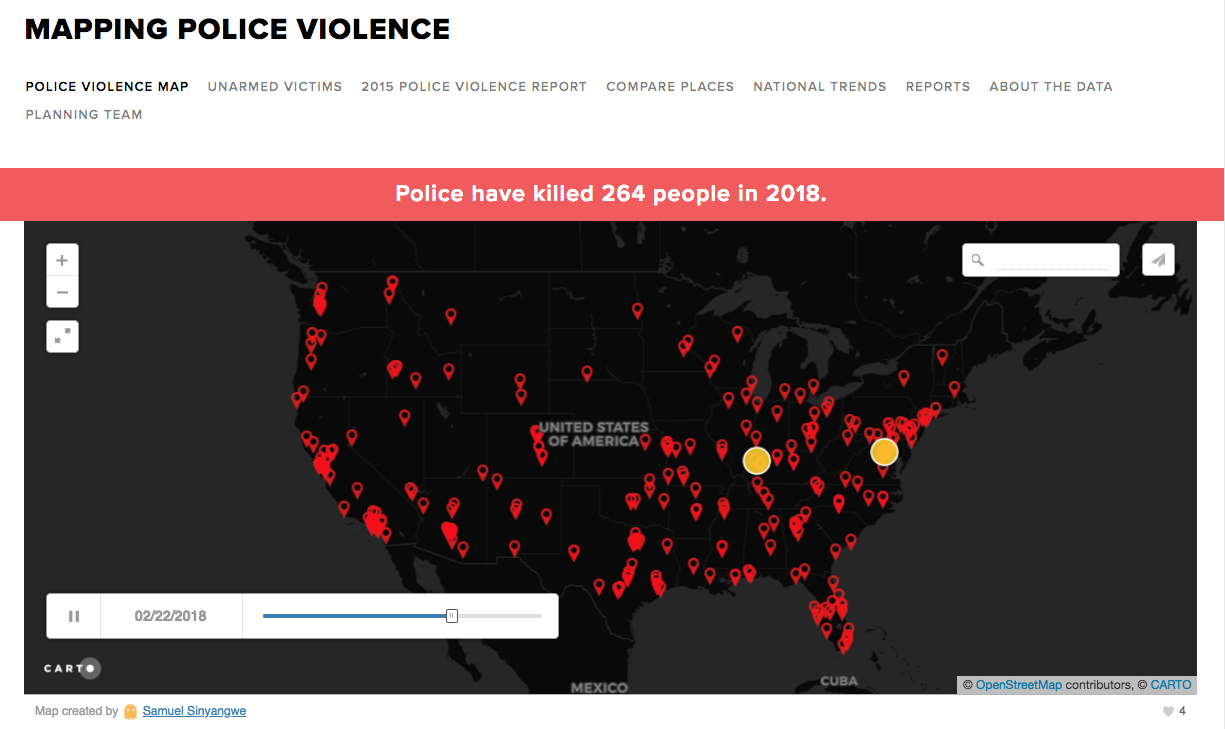 MAPPING POLICE VIOLENCE
POLICE VIOLENCE MAP UNARMED VICTIMS 2015 POLICE VIOLENCE REPORT COMPARE PLACES NATIONAL TRENDS REPORTS ABOUT THE DATA
PLANNING TEAM
Police have killed 264 people in 2018.
+
−
UNITED STATES
OF AMERICA
02/22/2018
CARTO
MEXICO
CUBA
© OpenStreetMap contributors, © CARTO
Map created by Samuel Sinyangwe
4